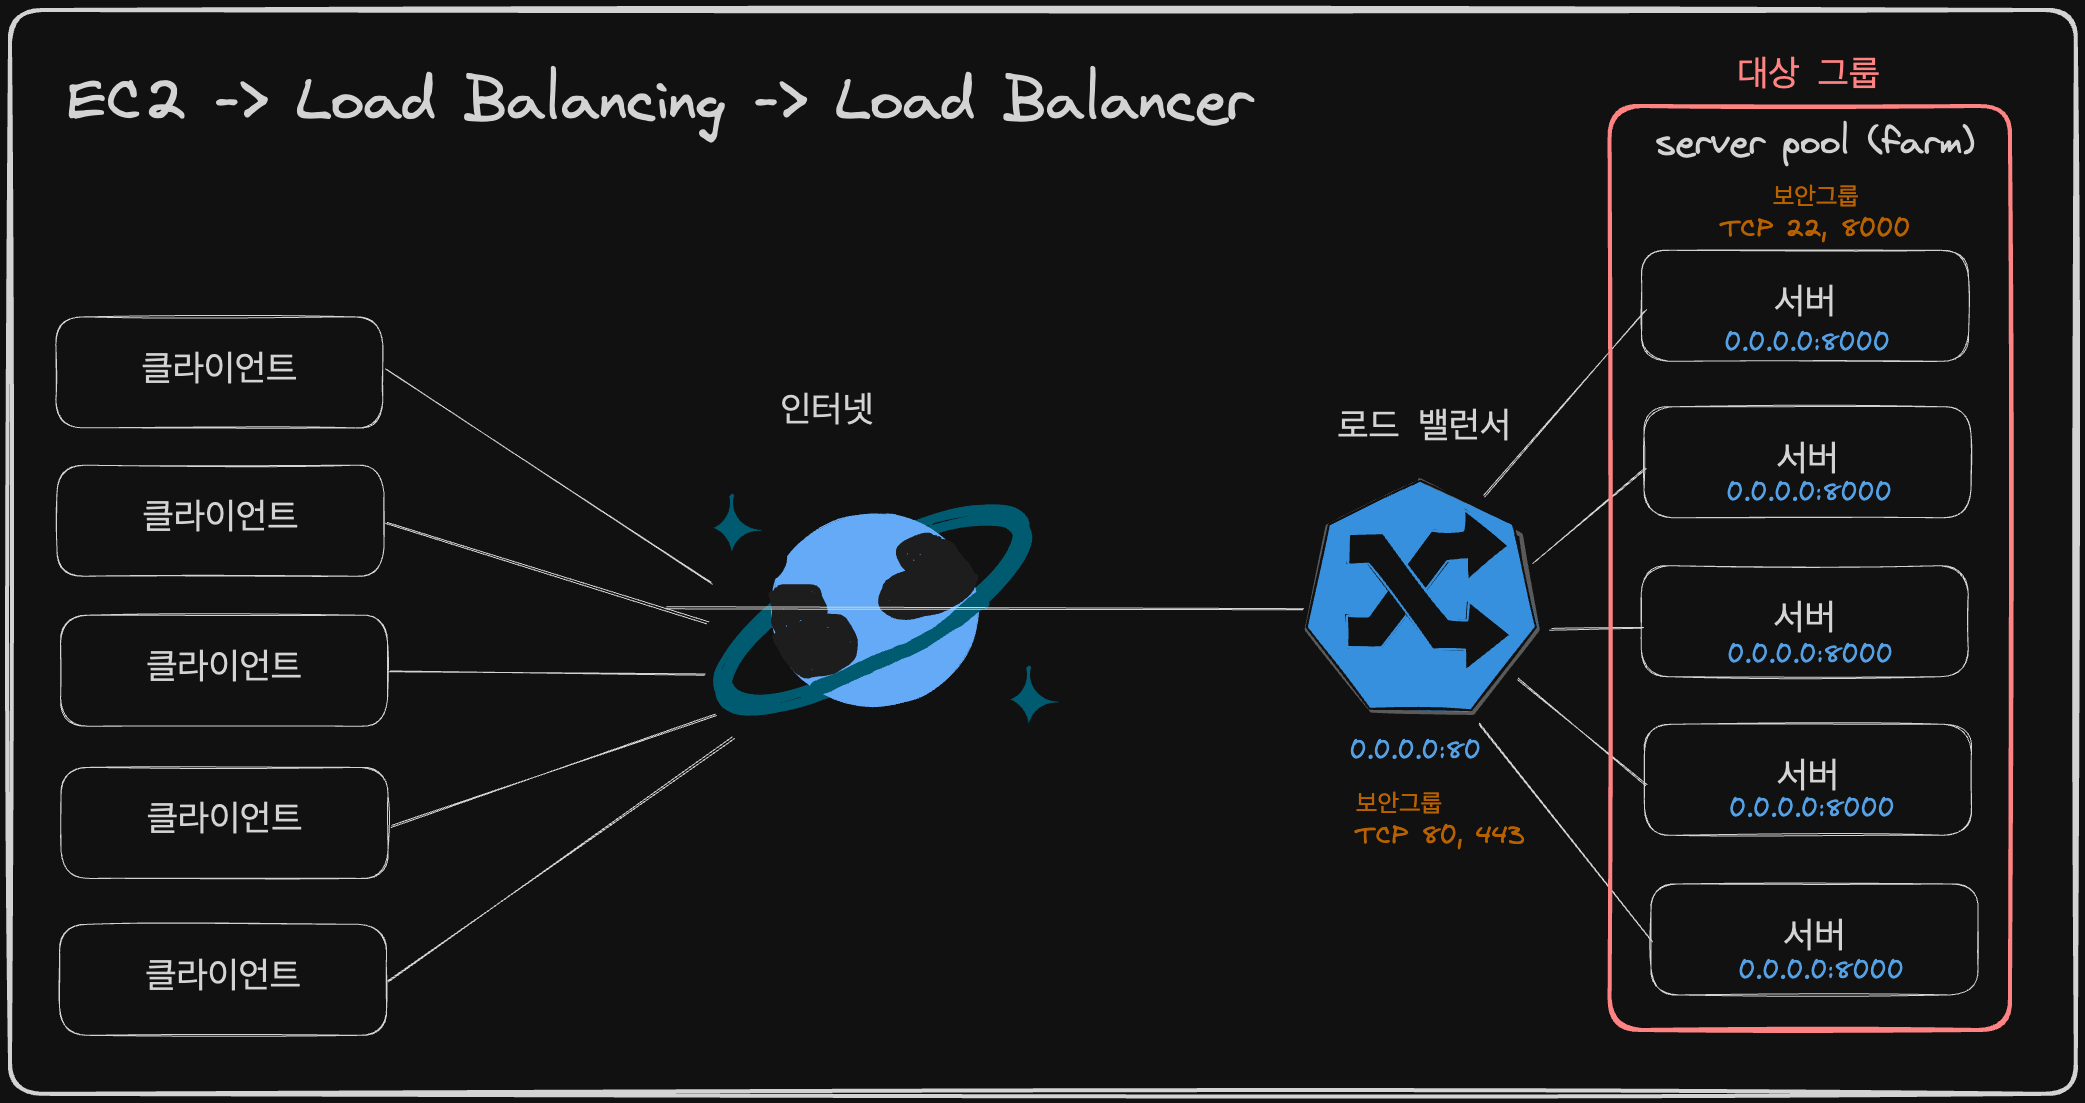 EC2 -> Load Balancing -> Load Balancer
클라이언트
클라이언트
클라이언트
클라이언트
클라이언트
인터넷
로드 밸런서
0.0.0.0:80
보안그룹
TCP 80, 443
대상 그룹
server pool (farm)
보안그룹
TCP 22, 8000
서버
0.0.0.0:8000
서버
0.0.0.0:8000
서버
0.0.0.0:8000
서버
0.0.0.0:8000
서버
0.0.0.0:8000